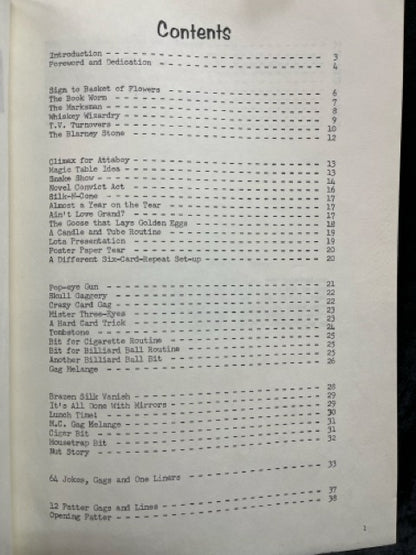 Contents
Introduction - - - - - - - - - - - - - - - - - - - - - - - - - - 3
Foreword and Dedication - - - - - - - - - - - - - - - - - - - - 4
Sign to Basket of Flowers - - - - - - - - - - - - - - - - - - - 6
The Book Worm - - - - - - - - - - - - - - - - - - - - - - - - - 7
The Marksman - - - - - - - - - - - - - - - - - - - - - - - - - - 8
Whiskey Wizardry - - - - - - - - - - - - - - - - - - - - - - - - 9
T.V. Turnovers - - - - - - - - - - - - - - - - - - - - - - - - - 10
The Blarney Stone - - - - - - - - - - - - - - - - - - - - - - - 12
Climax for Attaboy - - - - - - - - - - - - - - - - - - - - - - - 13
Magic Table Idea - - - - - - - - - - - - - - - - - - - - - - - - 13
Snake Show - - - - - - - - - - - - - - - - - - - - - - - - - - - 14
Novel Convict Act - - - - - - - - - - - - - - - - - - - - - - - 16
Silk-N-Cone - - - - - - - - - - - - - - - - - - - - - - - - - - 17
Almost a Year on the Tear - - - - - - - - - - - - - - - - - - - 17
Ain't Love Grand? - - - - - - - - - - - - - - - - - - - - - - - 17
The Goose that Lays Golden Eggs - - - - - - - - - - - - - - - - 18
A Candle and Tube Routine - - - - - - - - - - - - - - - - - - - 19
Lota Presentation - - - - - - - - - - - - - - - - - - - - - - - 19
Poster Paper Tear - - - - - - - - - - - - - - - - - - - - - - - 20
A Different Six-Card-Repeat Set-up - - - - - - - - - - - - - - - 20
Pop-eye Gun - - - - - - - - - - - - - - - - - - - - - - - - - - 21
Skull Gaggery - - - - - - - - - - - - - - - - - - - - - - - - - 22
Crazy Card Gag - - - - - - - - - - - - - - - - - - - - - - - - - 22
Mister Three-Eyes - - - - - - - - - - - - - - - - - - - - - - - 23
A Hard Card Trick - - - - - - - - - - - - - - - - - - - - - - - 23
Tombstone - - - - - - - - - - - - - - - - - - - - - - - - - - - 24
Bit for Cigarette Routine - - - - - - - - - - - - - - - - - - - 25
Bit for Billiard Ball Routine - - - - - - - - - - - - - - - - - 25
Another Billiard Ball Bit - - - - - - - - - - - - - - - - - - - 25
Gag Melange - - - - - - - - - - - - - - - - - - - - - - - - - - 26
Brazen Silk Vanish - - - - - - - - - - - - - - - - - - - - - - - 28
It's All Done With Mirrors - - - - - - - - - - - - - - - - - - - 29
Lunch Time! - - - - - - - - - - - - - - - - - - - - - - - - - - 29
M.C. Gag Melange - - - - - - - - - - - - - - - - - - - - - - - - 30
Cigar Bit - - - - - - - - - - - - - - - - - - - - - - - - - - - 31
Mousetrap Bit - - - - - - - - - - - - - - - - - - - - - - - - - 31
Nut Story - - - - - - - - - - - - - - - - - - - - - - - - - - - 32
64 Jokes, Gags and One Liners - - - - - - - - - - - - - - - - - 33
12 Patter Gags and Lines - - - - - - - - - - - - - - - - - - - - 37
Opening Patter - - - - - - - - - - - - - - - - - - - - - - - - - 38
1